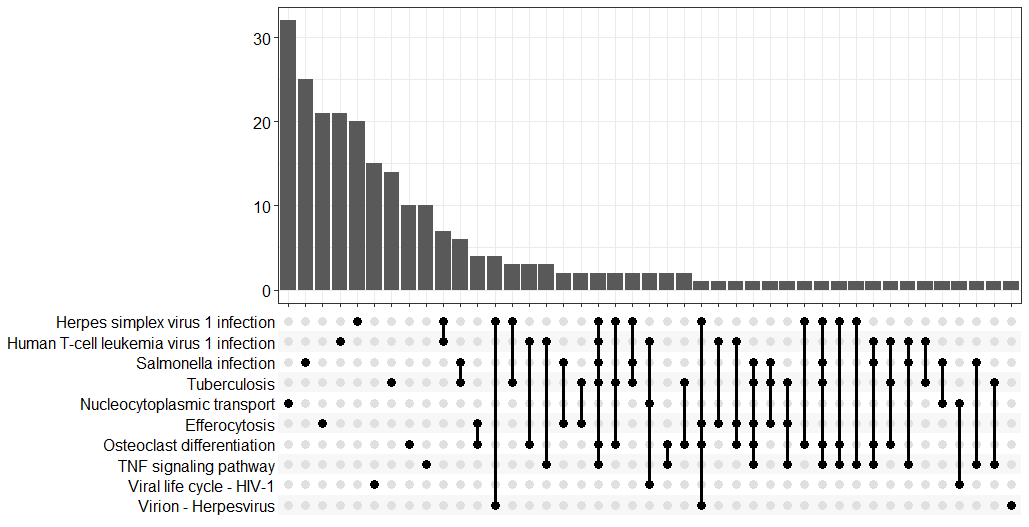 30
20
10
0
Herpes simplex virus 1 infection
Human T-cell leukemia virus 1 infection
Salmonella infection
Tuberculosis
Nucleocytoplasmic transport
Efferocytosis
Osteoclast differentiation
TNF signaling pathway
Viral life cycle - HIV-1
Virion - Herpesvirus